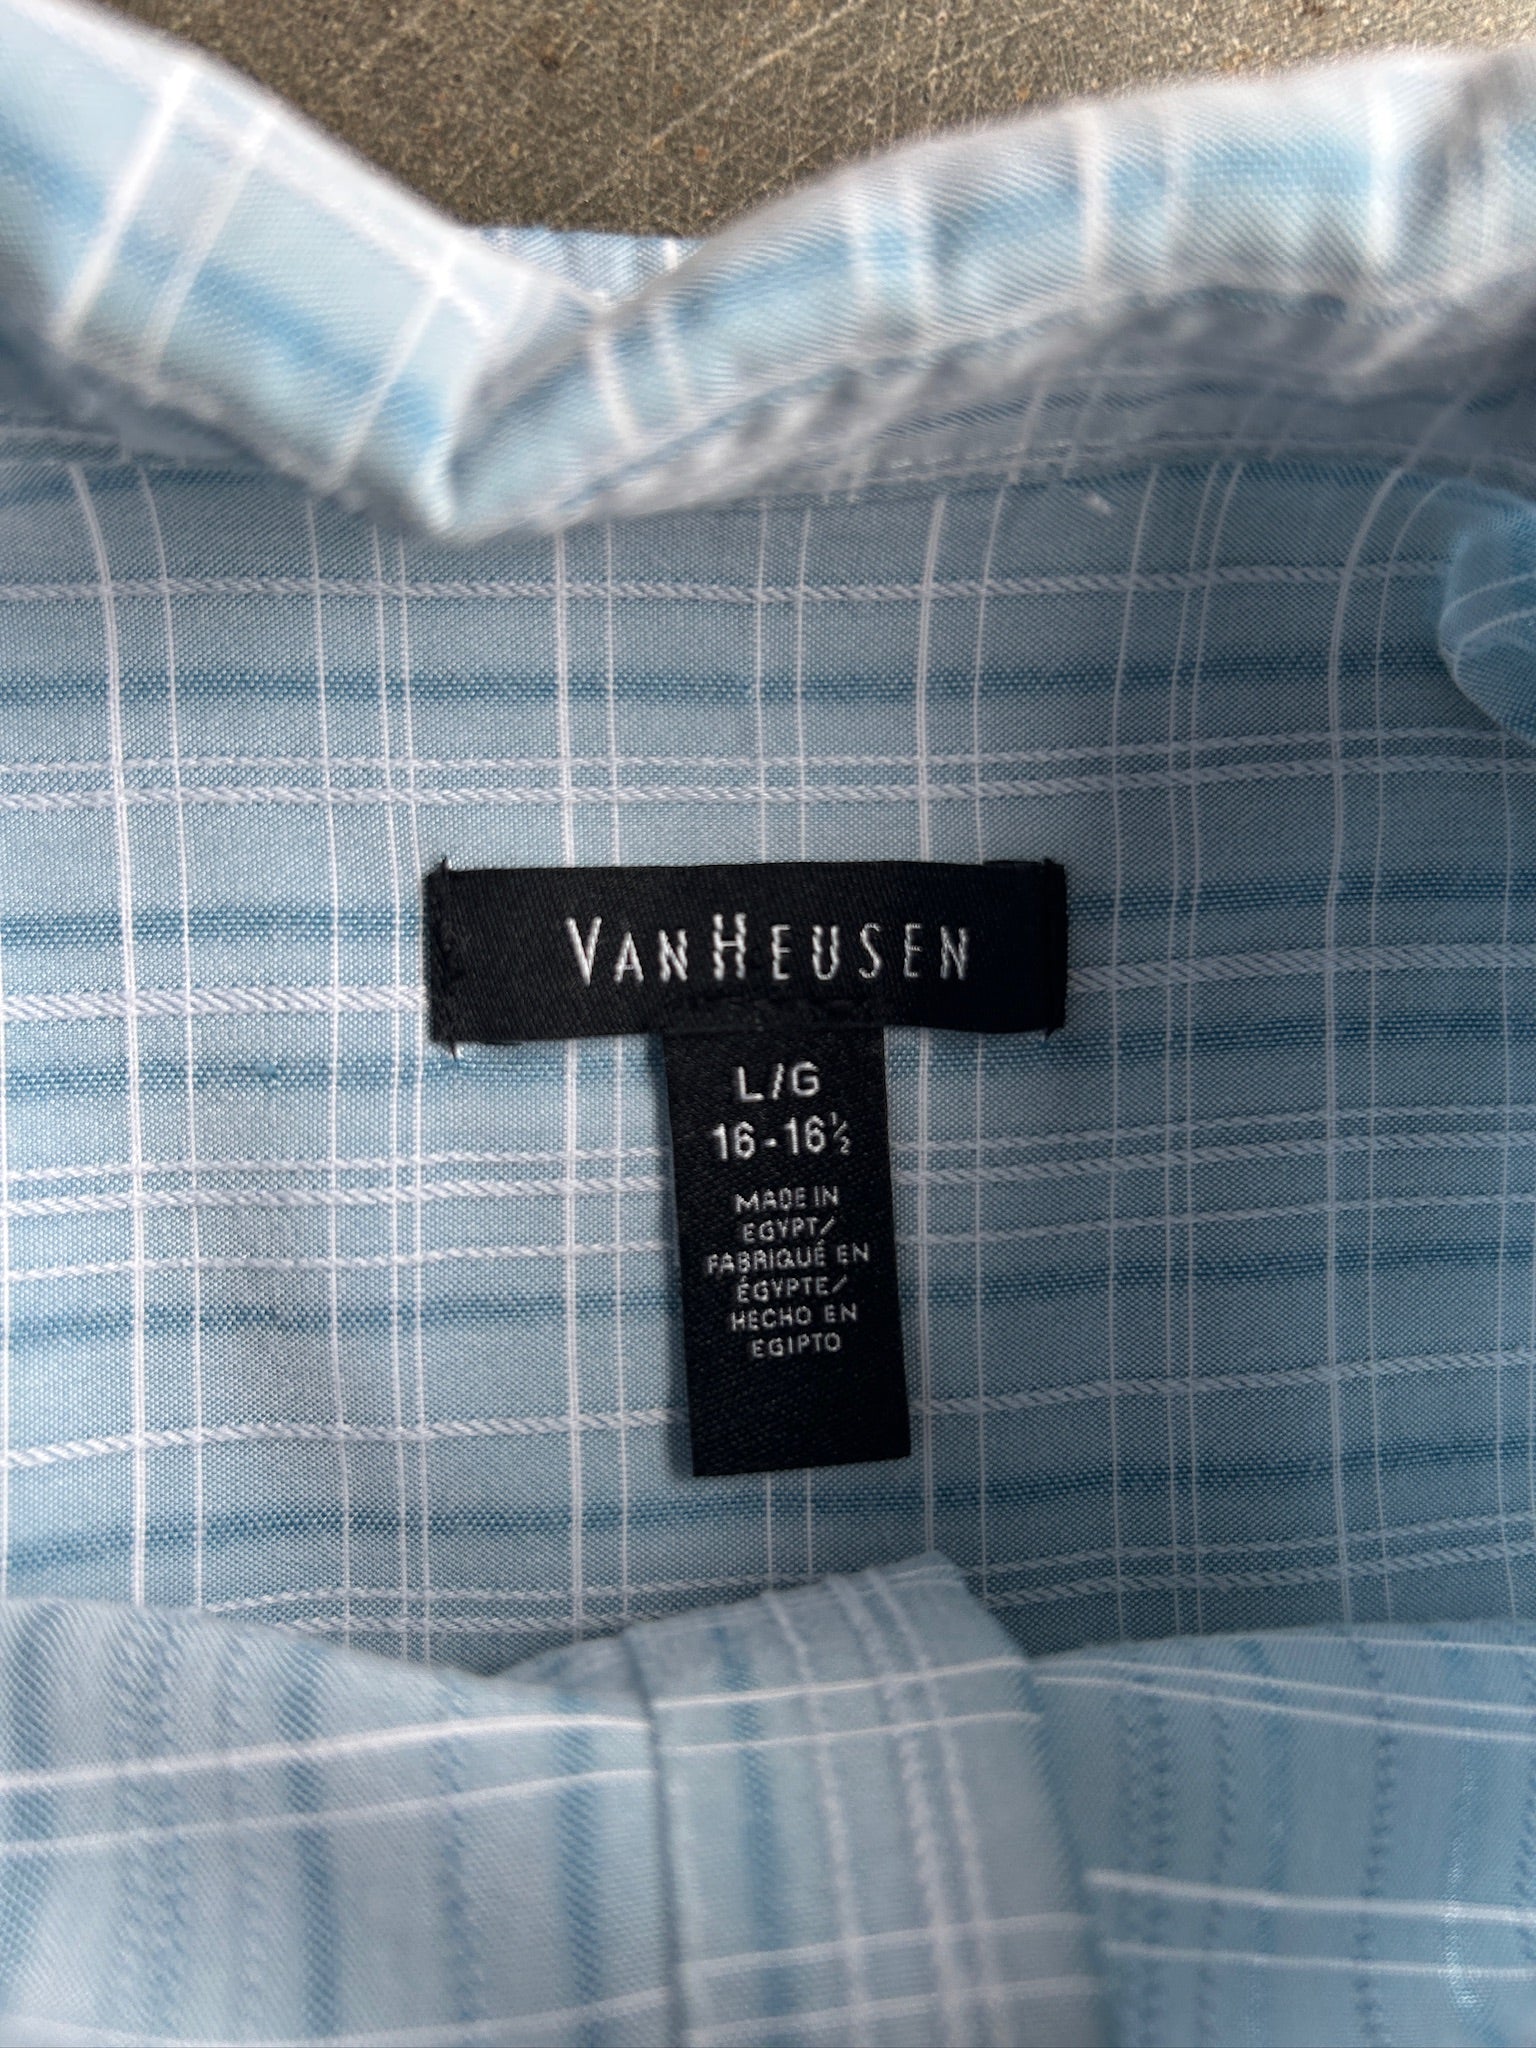 VAN HEUSEN
L/G
16-16½
MADE IN
EGYPT/
FABRIQUÉ EN
ÉGYPTE/
HECHO EN
EGIPTO